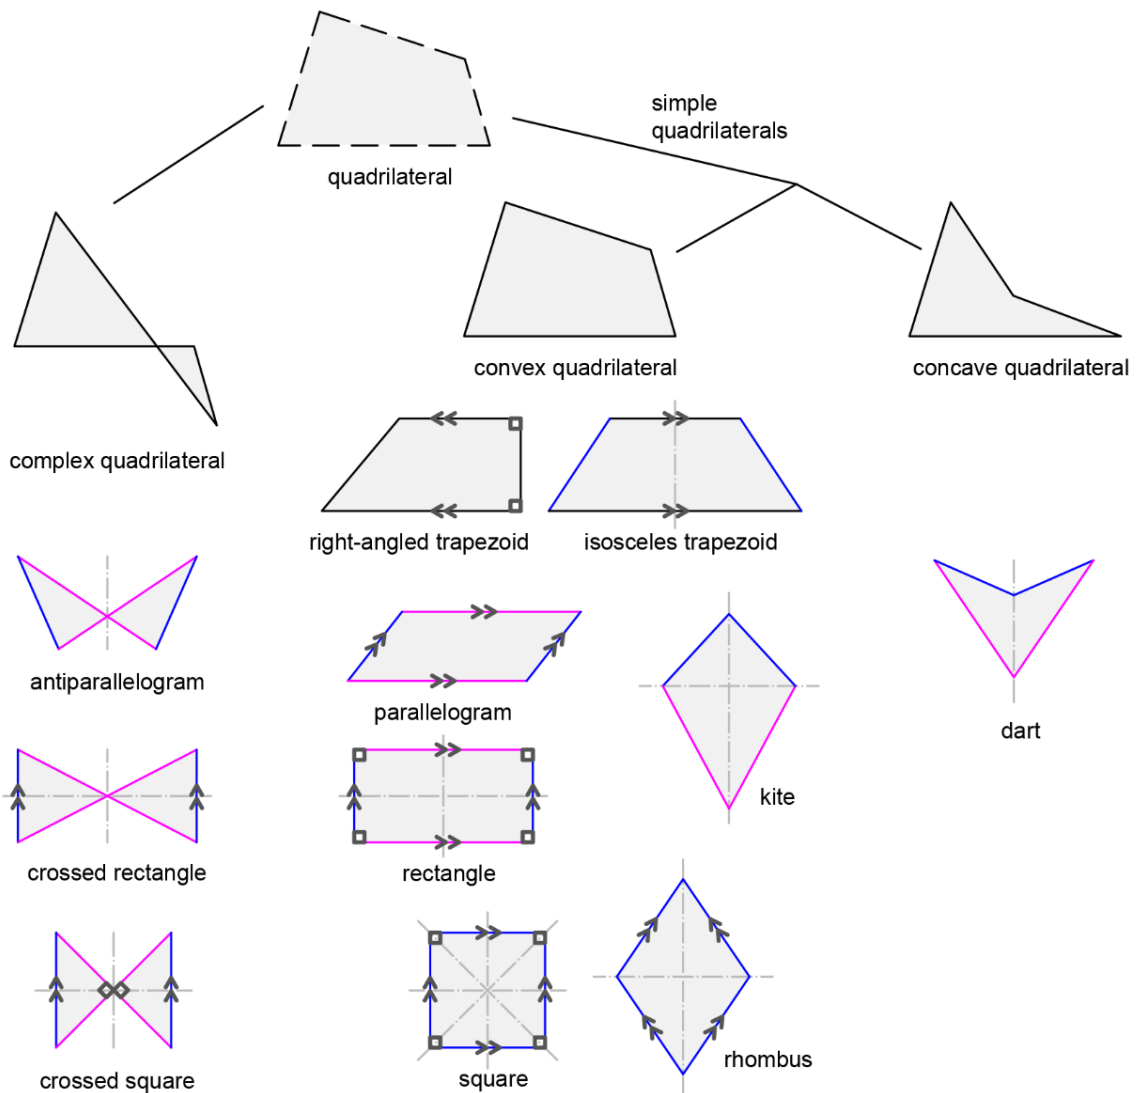 simple
quadrilaterals
quadrilateral
convex quadrilateral
concave quadrilateral
complex quadrilateral
right-angled trapezoid
isosceles trapezoid
antiparallelogram
parallelogram
dart
kite
crossed rectangle
rectangle
rhombus
crossed square
square